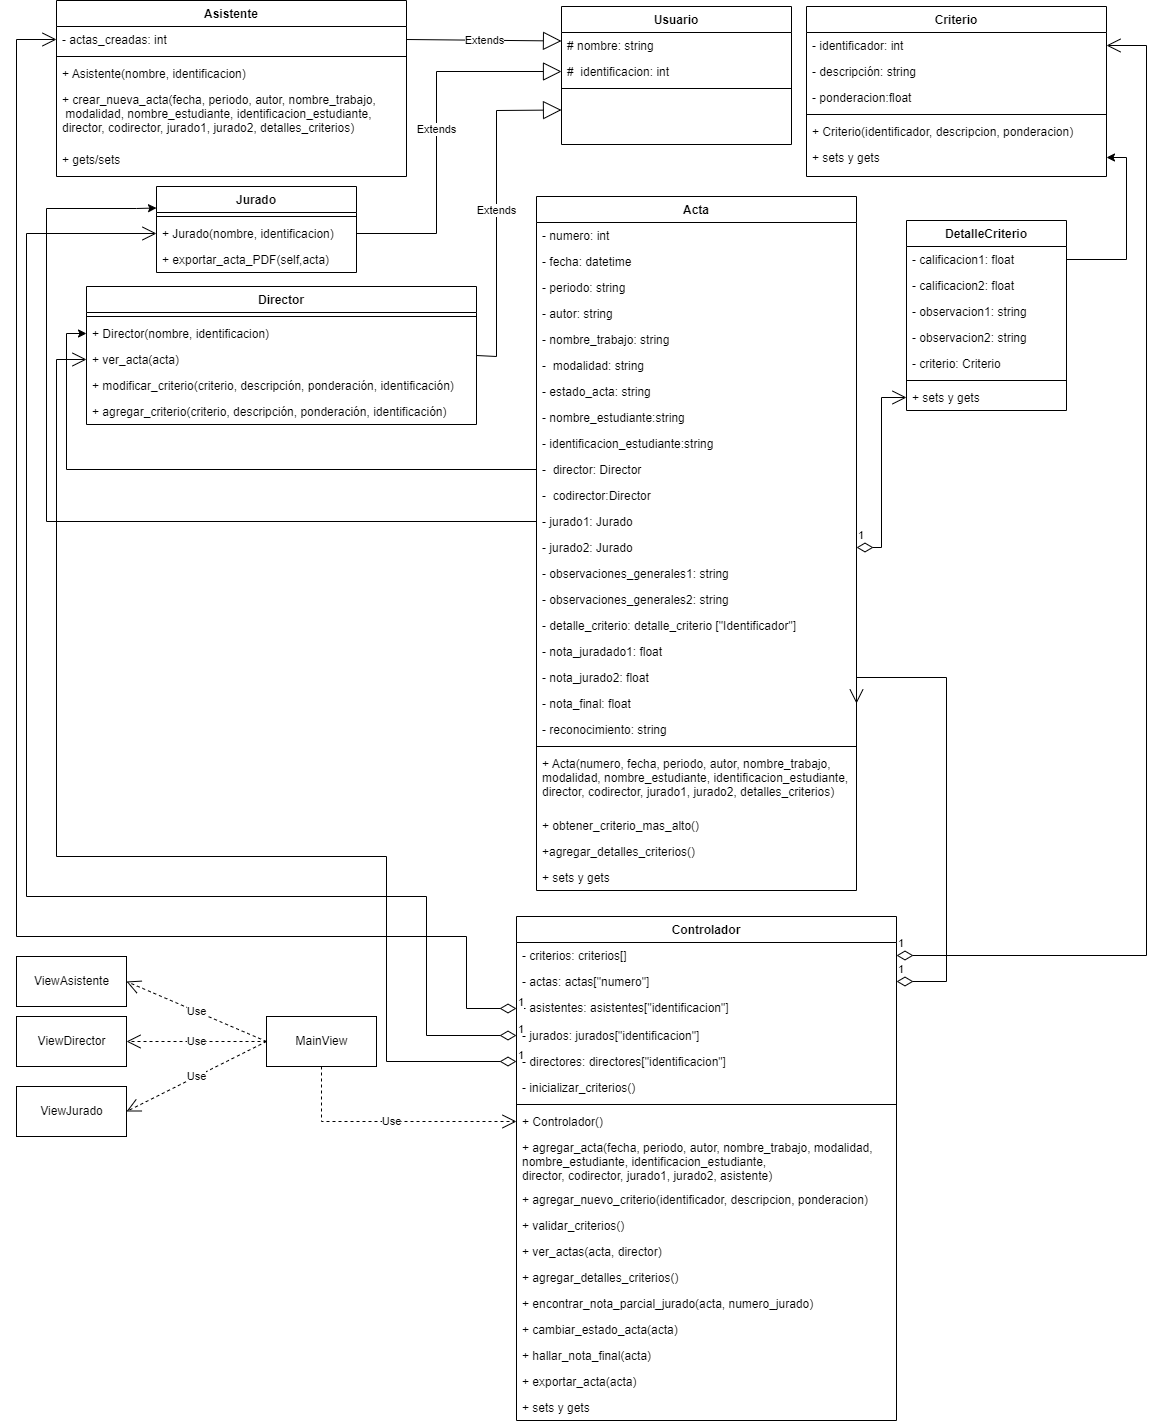 Asistente
- actas_creadas: int
+ Asistente(nombre, identificacion)
+ crear_nueva_acta(fecha, periodo, autor, nombre_trabajo,
modalidad, nombre_estudiante, identificacion_estudiante,
director, codirector, jurado1, jurado2, detalles_criterios)
+ gets/sets
Extends
Usuario
# nombre: string
# identificacion: int
Criterio
- identificador: int
- descripción: string
- ponderacion:float
+ Criterio(identificador, descripcion, ponderacion)
+ sets y gets
Extends
Jurado
+ Jurado(nombre, identificacion)
+ exportar_acta_PDF(self,acta)
Extends
Director
+ Director(nombre, identificacion)
+ ver_acta(acta)
+ modificar_criterio(criterio, descripción, ponderación, identificación)
+ agregar_criterio(criterio, descripción, ponderación, identificación)
Acta
- numero: int
- fecha: datetime
- periodo: string
- autor: string
- nombre_trabajo: string
- modalidad: string
- estado_acta: string
- nombre_estudiante:string
- identificacion_estudiante:string
- director: Director
- codirector:Director
- jurado1: Jurado
- jurado2: Jurado
- observaciones_generales1: string
- observaciones_generales2: string
- detalle_criterio: detalle_criterio ["Identificador"]
- nota_juradado1: float
- nota_jurado2: float
- nota_final: float
- reconocimiento: string
+ Acta(numero, fecha, periodo, autor, nombre_trabajo,
modalidad, nombre_estudiante, identificacion_estudiante,
director, codirector, jurado1, jurado2, detalles_criterios)
+ obtener_criterio_mas_alto()
+agregar_detalles_criterios()
+ sets y gets
1
DetalleCriterio
- calificacion1: float
- calificacion2: float
- observacion1: string
- observacion2: string
- criterio: Criterio
+ sets y gets
Controlador
- criterios: criterios[]
- actas: actas["numero"]
- asistentes: asistentes["identificacion"]
- jurados: jurados["identificacion"]
- directores: directores["identificacion"]
- inicializar_criterios()
+ Controlador()
+ agregar_acta(fecha, periodo, autor, nombre_trabajo, modalidad,
nombre_estudiante, identificacion_estudiante,
director, codirector, jurado1, jurado2, asistente)
+ agregar_nuevo_criterio(identificador, descripcion, ponderacion)
+ validar_criterios()
+ ver_actas(acta, director)
+ agregar_detalles_criterios()
+ encontrar_nota_parcial_jurado(acta, numero_jurado)
+ cambiar_estado_acta(acta)
+ hallar_nota_final(acta)
+ exportar_acta(acta)
+ sets y gets
1
1
1
1
1
ViewAsistente
ViewDirector
ViewJurado
Use
Use
Use
MainView
Use